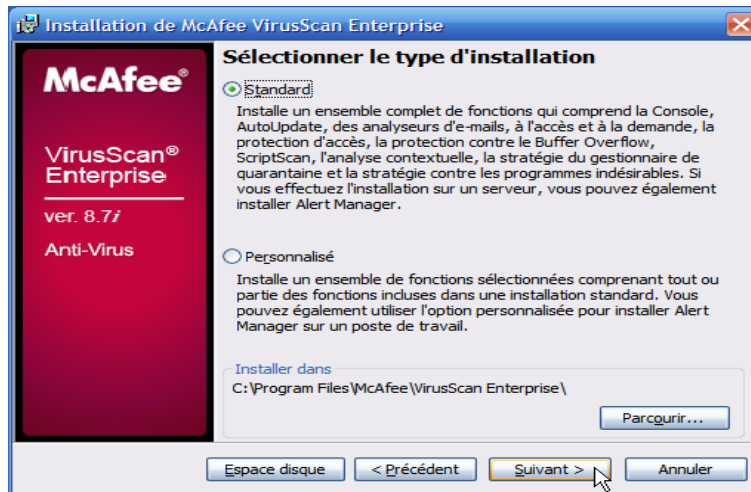 Installation de McAfee VirusScan Enterprise
McAfee®
VirusScan®
Enterprise
ver. 8.7i
Anti-Virus
Sélectionner le type d'installation
Standard
Installe un ensemble complet de fonctions qui comprend la Console,
AutoUpdate, des analyseurs d'e-mails, à l'accès et à la demande, la
protection d'accès, la protection contre le Buffer Overflow,
ScriptScan, l'analyse contextuelle, la stratégie du gestionnaire de
quarantaine et la stratégie contre les programmes indésirables. Si
vous effectuez l'installation sur un serveur, vous pouvez également
installer Alert Manager.
Personnalisé
Installe un ensemble de fonctions sélectionnées comprenant tout ou
partie des fonctions incluses dans une installation standard. Vous
pouvez également utiliser l'option personnalisée pour installer Alert
Manager sur un poste de travail.
Installer dans
C:\Program Files\McAfee\VirusScan Enterprise\
Parcourir...
Espace disque
< Précédent
Suivant >
Annuler